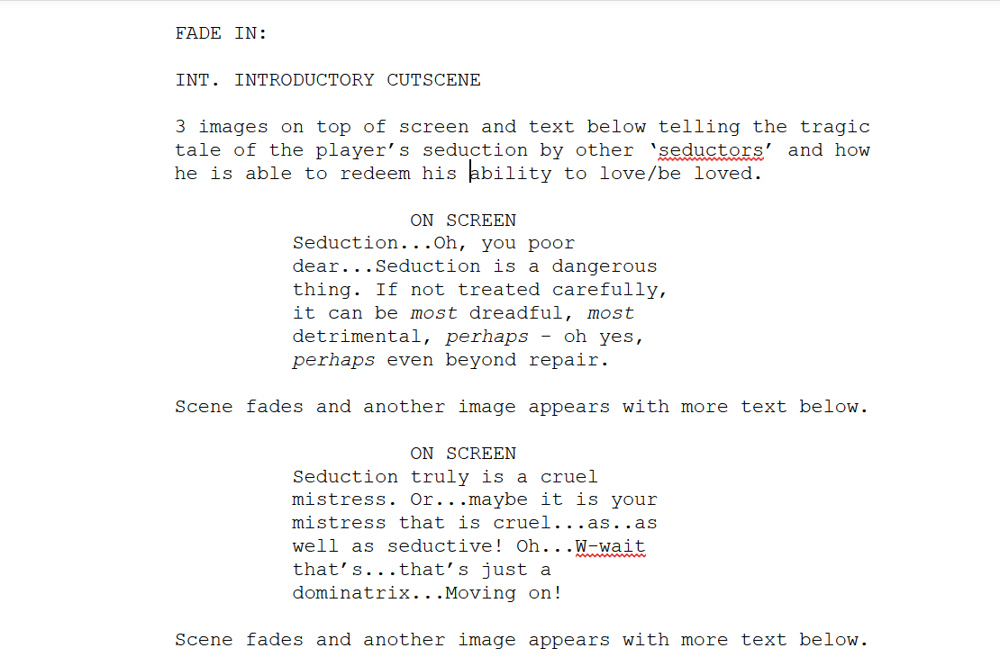 FADE IN:
INT. INTRODUCTORY CUTSCENE
3 images on top of screen and text below telling the tragic
tale of the player’s seduction by other ‘seductors’ and how
he is able to redeem his ability to love/be loved.
ON SCREEN
Seduction...Oh, you poor
dear...Seduction is a dangerous
thing. If not treated carefully,
it can be most dreadful, most
detrimental, perhaps – oh yes,
perhaps even beyond repair.
Scene fades and another image appears with more text below.
ON SCREEN
Seduction truly is a cruel
mistress. Or...maybe it is your
mistress that is cruel...as..as
well as seductive! Oh...W-wait
that’s...that’s just a
dominatrix...Moving on!
Scene fades and another image appears with more text below.